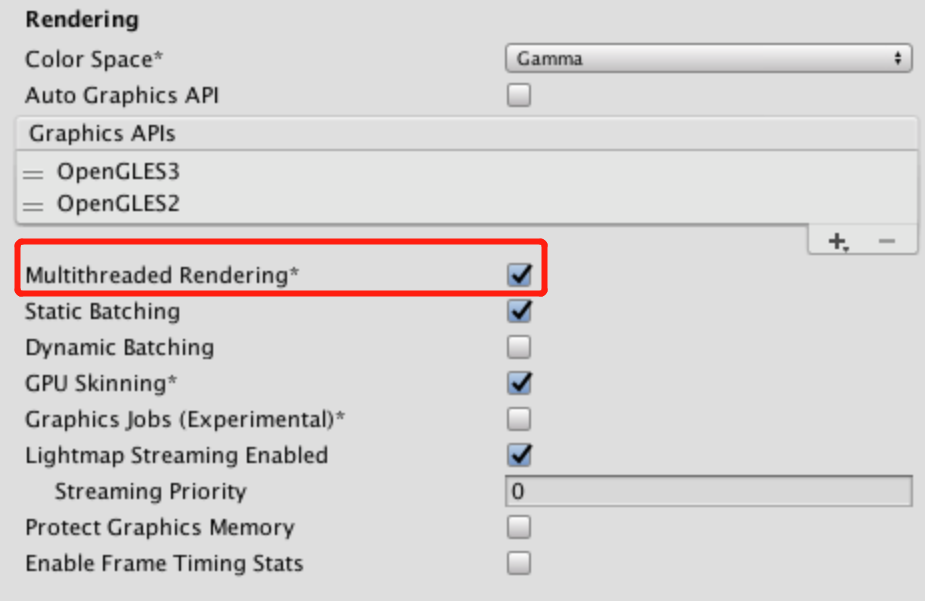 Rendering
Color Space* Gamma
Auto Graphics API
Graphics APIs
OpenGLES3
OpenGLES2
Multithreaded Rendering*
Static Batching
Dynamic Batching
GPU Skinning*
Graphics Jobs (Experimental)*
Lightmap Streaming Enabled
Streaming Priority 0
Protect Graphics Memory
Enable Frame Timing Stats